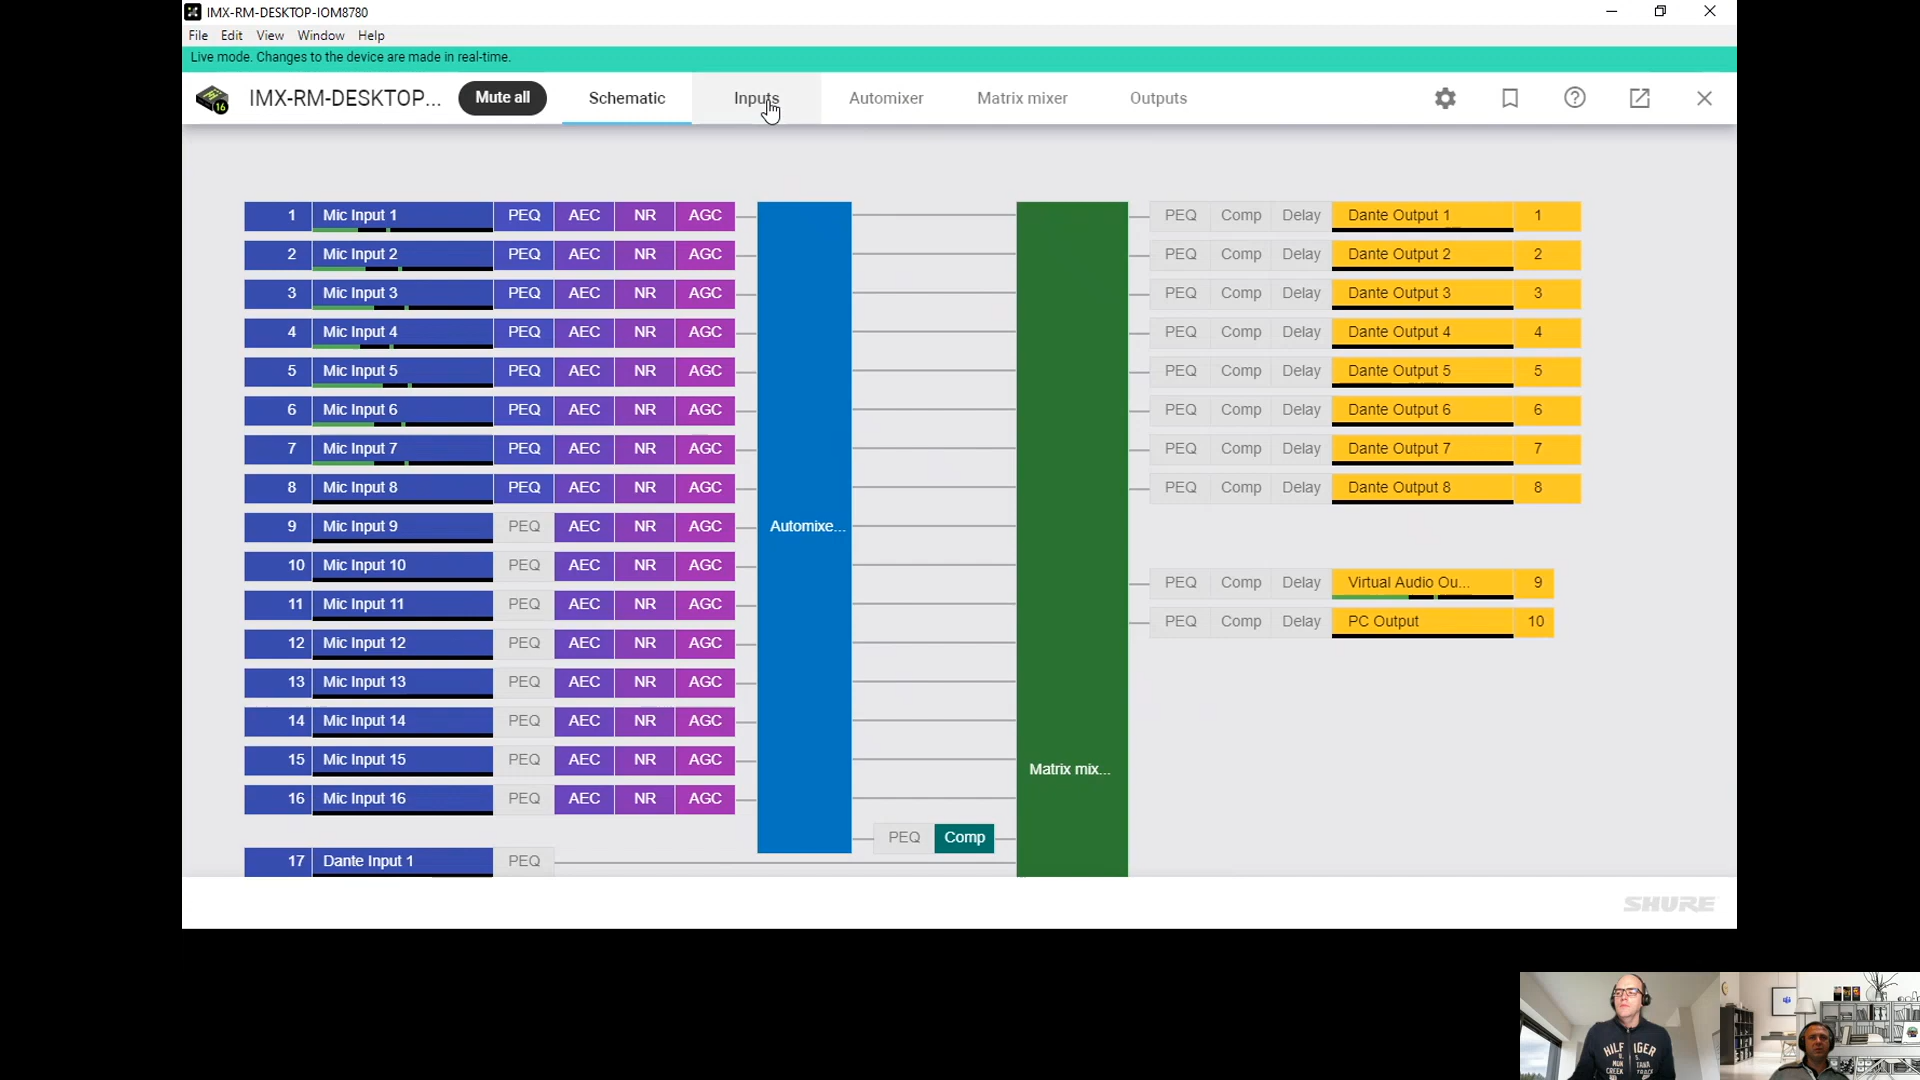 IMX-RM-DESKTOP-IOM8780
File Edit View Window Help
Live mode. Changes to the device are made in real-time.
16 IMX-RM-DESKTOP... Mute all Schematic Inputs Automixer Matrix mixer Outputs
1 Mic Input 1 PEQ AEC NR AGC PEQ Comp Delay Dante Output 1 1
2 Mic Input 2 PEQ AEC NR AGC PEQ Comp Delay Dante Output 2 2
3 Mic Input 3 PEQ AEC NR AGC PEQ Comp Delay Dante Output 3 3
4 Mic Input 4 PEQ AEC NR AGC PEQ Comp Delay Dante Output 4 4
5 Mic Input 5 PEQ AEC NR AGC PEQ Comp Delay Dante Output 5 5
6 Mic Input 6 PEQ AEC NR AGC PEQ Comp Delay Dante Output 6 6
7 Mic Input 7 PEQ AEC NR AGC PEQ Comp Delay Dante Output 7 7
8 Mic Input 8 PEQ AEC NR AGC PEQ Comp Delay Dante Output 8 8
9 Mic Input 9 PEQ AEC NR AGC Automixe...
10 Mic Input 10 PEQ AEC NR AGC PEQ Comp Delay Virtual Audio Ou... 9
11 Mic Input 11 PEQ AEC NR AGC PEQ Comp Delay PC Output 10
12 Mic Input 12 PEQ AEC NR AGC
13 Mic Input 13 PEQ AEC NR AGC
14 Mic Input 14 PEQ AEC NR AGC
15 Mic Input 15 PEQ AEC NR AGC Matrix mix...
16 Mic Input 16 PEQ AEC NR AGC
PEQ Comp
17 Dante Input 1 PEQ
SHURE